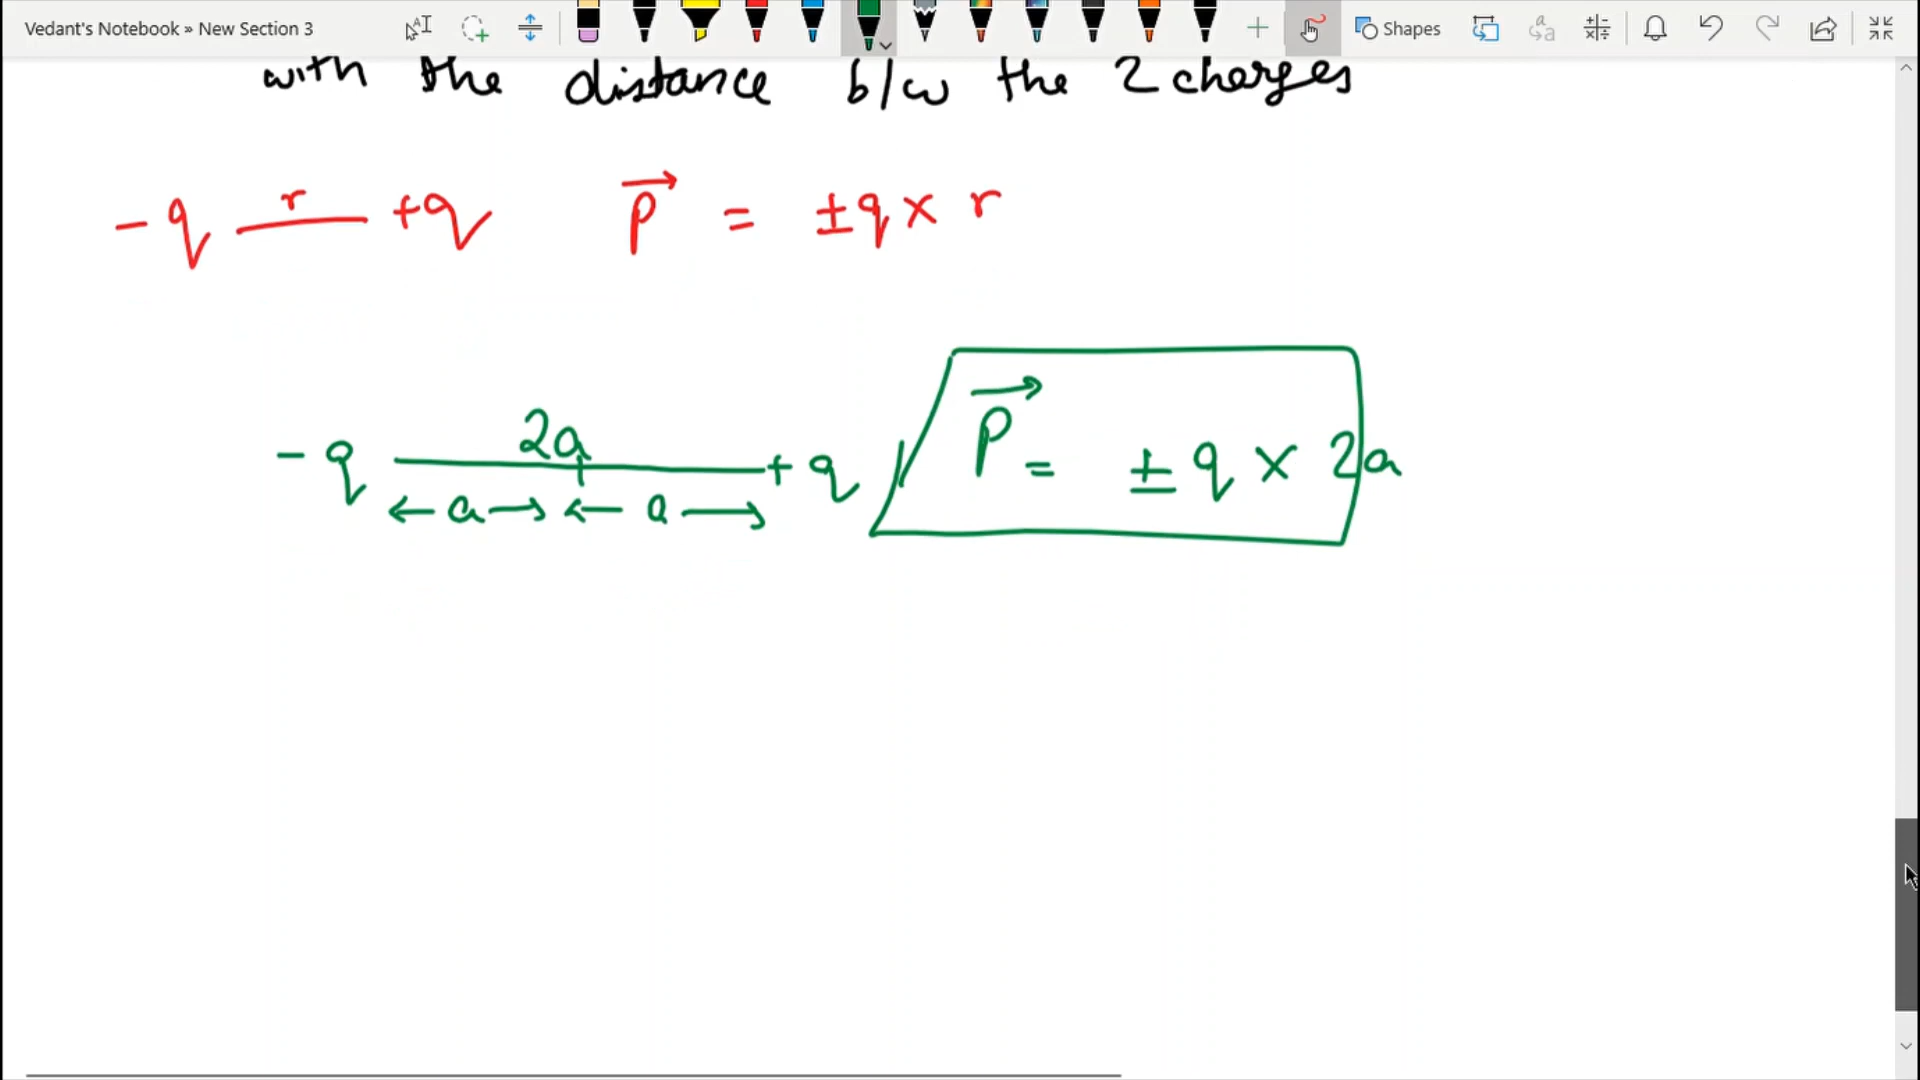 Vedant's Notebook » New Section 3
Shapes
with the distance b/w the 2 charges
-q r +q p⃗ = ±q × r
-q 2a +q p⃗ = ± q × 2a
← a → ← a →